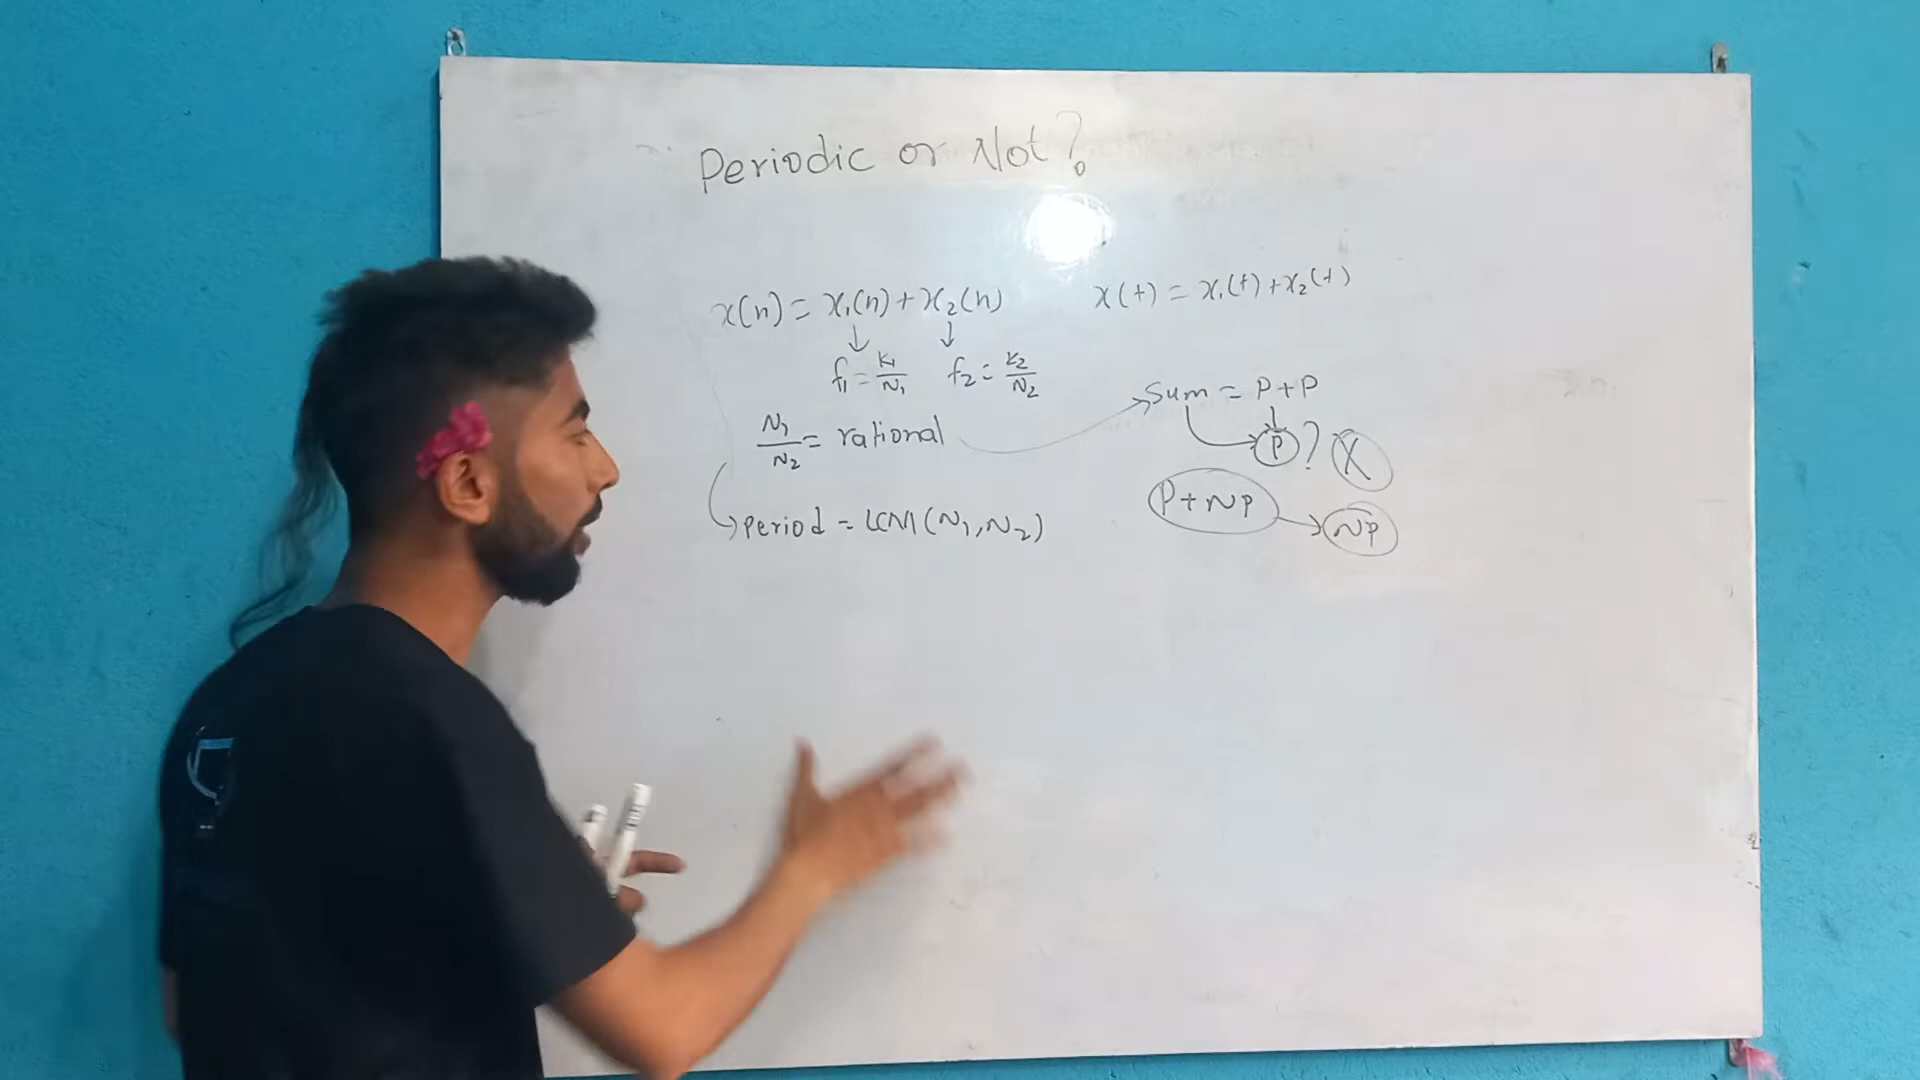 Periodic or Not?
x(n) = x₁(n) + x₂(n)
f₁ = K₁/N₁ f₂ = K₂/N₂
N₁/N₂ = rational
Period = LCM (N₁, N₂)
x(t) = x₁(t) + x₂(t)
Sum = P + P
P ? X
P + NP
NP